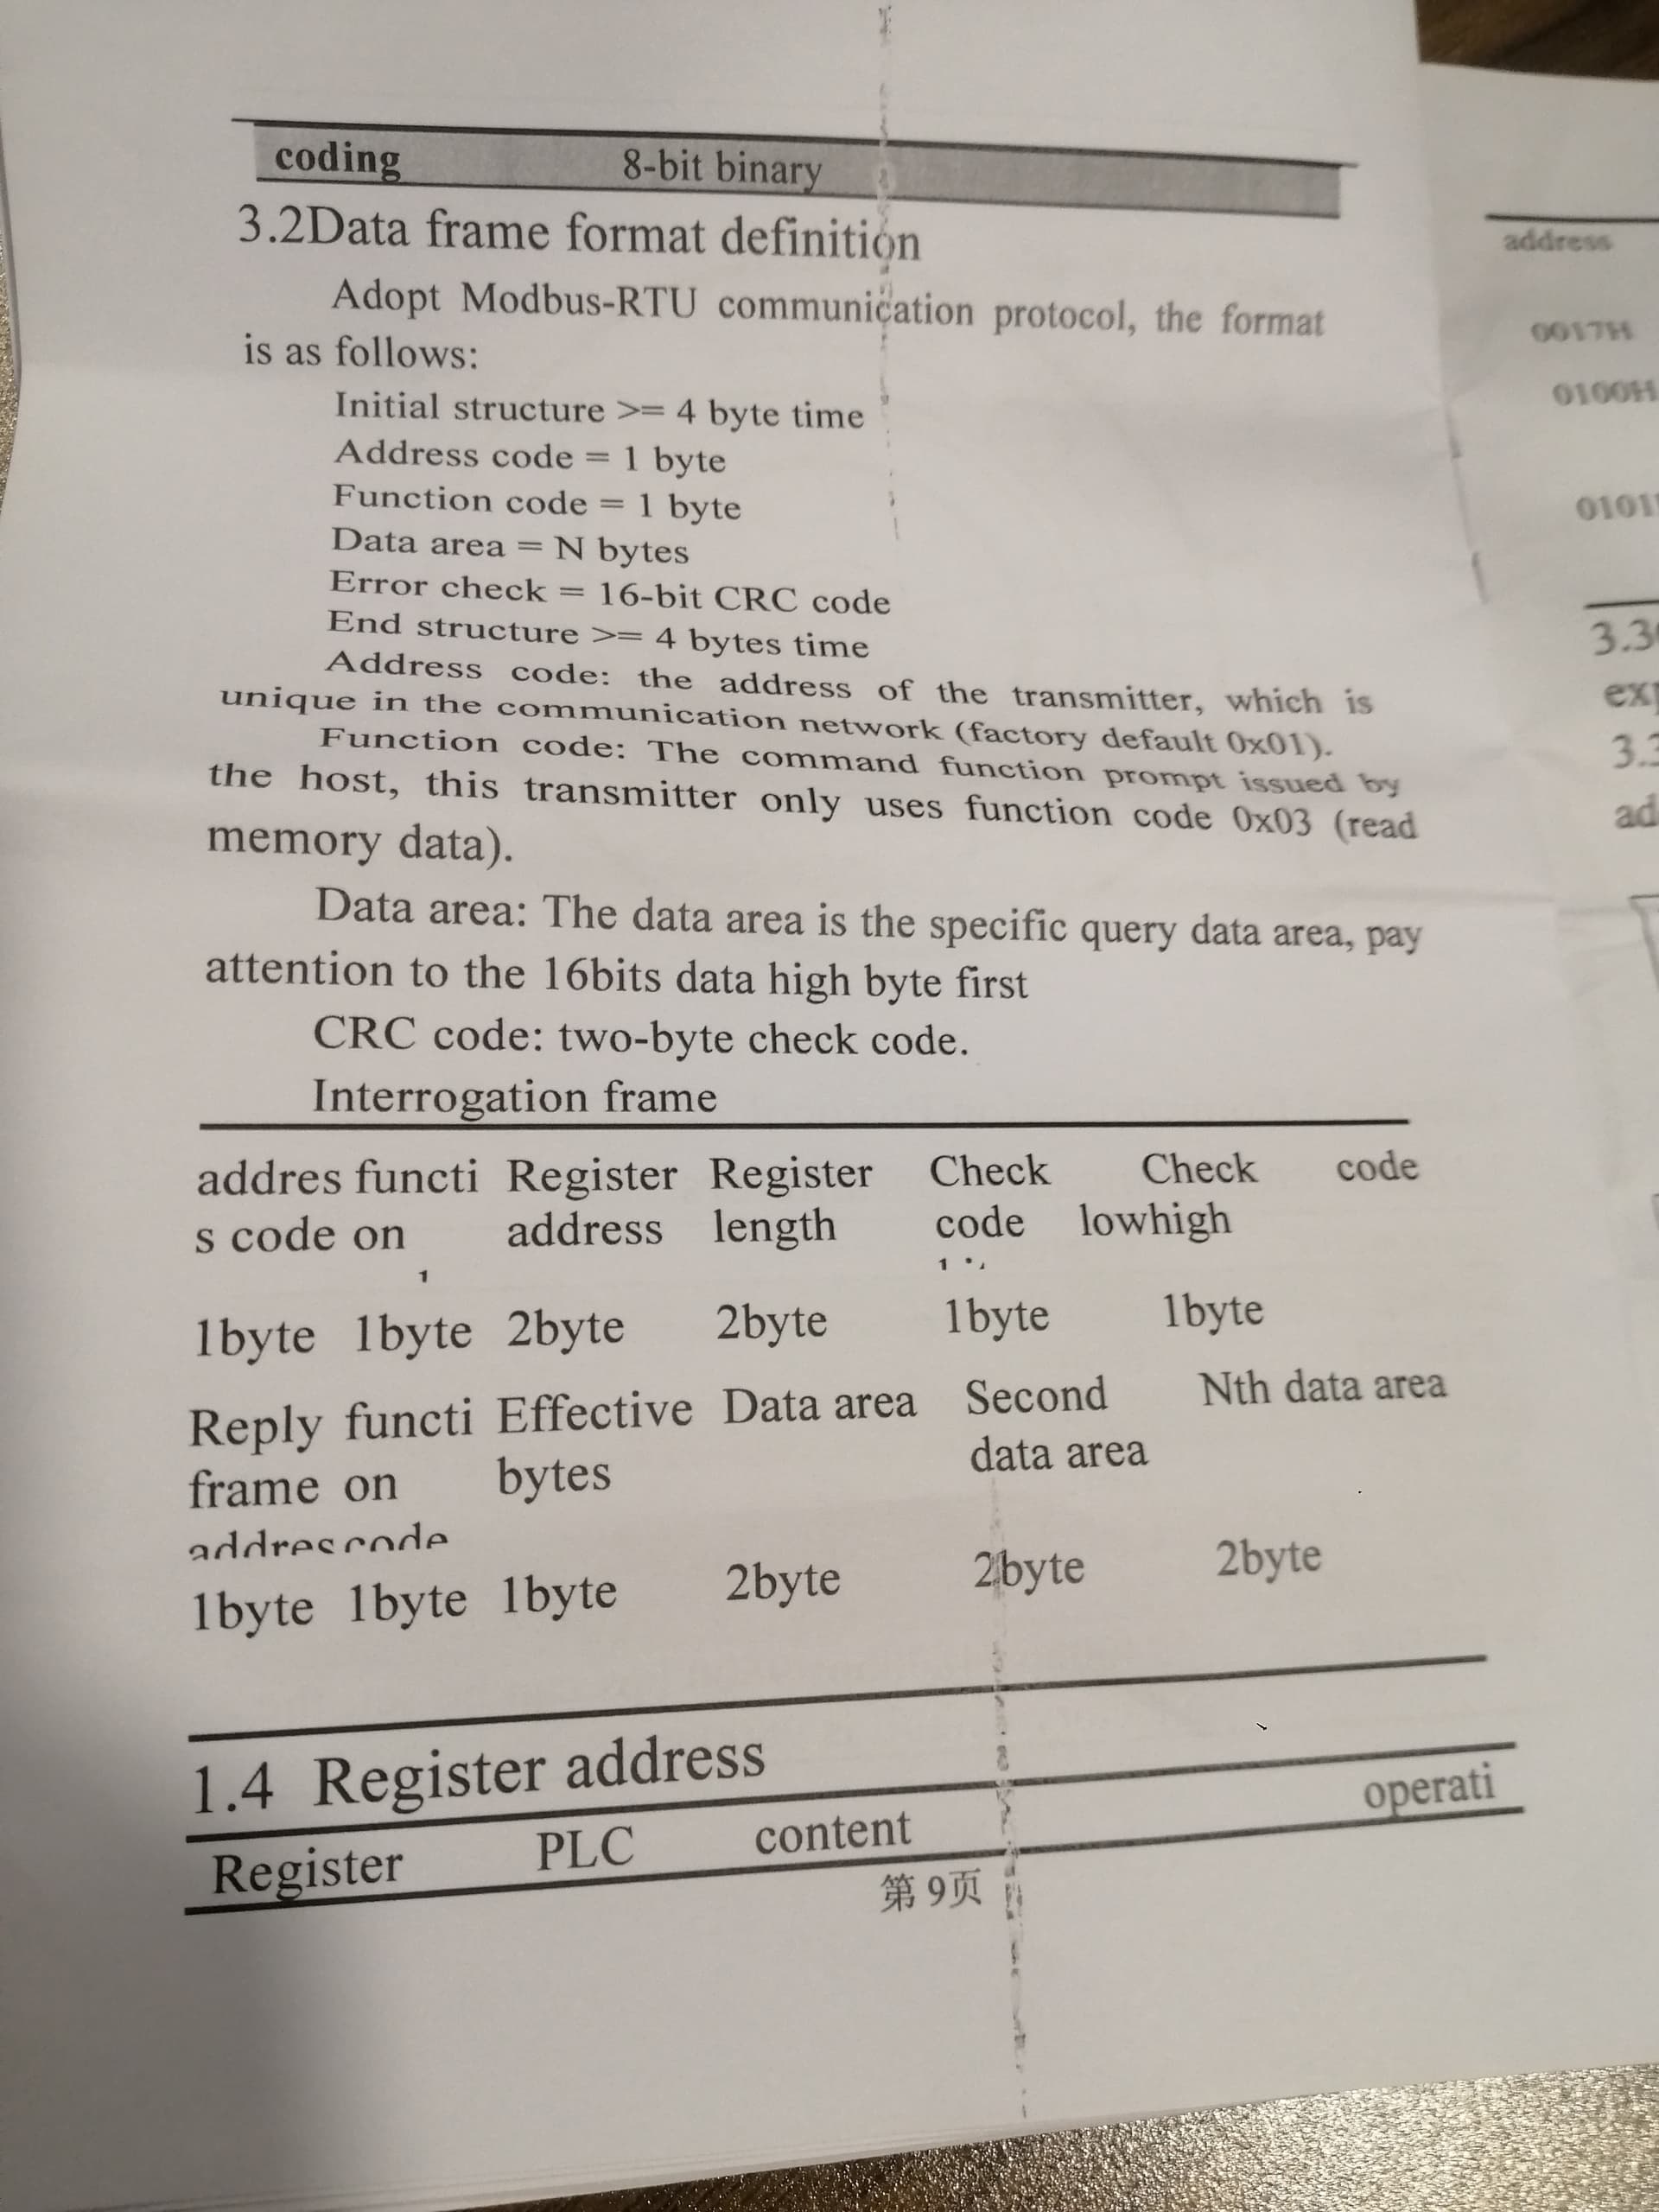 coding 8-bit binary
3.2Data frame format definition
Adopt Modbus-RTU communication protocol, the format
is as follows:
Initial structure >= 4 byte time
Address code = 1 byte
Function code = 1 byte
Data area = N bytes
Error check = 16-bit CRC code
End structure >= 4 bytes time
Address code: the address of the transmitter, which is
unique in the communication network (factory default 0x01).
Function code: The command function prompt issued by
the host, this transmitter only uses function code 0x03 (read
memory data).
Data area: The data area is the specific query data area, pay
attention to the 16bits data high byte first
CRC code: two-byte check code.
Interrogation frame
addres functi Register Register Check Check code
s code on address length code lowhigh
1byte 1byte 2byte 2byte 1byte 1byte
Reply functi Effective Data area Second Nth data area
frame on bytes data area
addres code
1byte 1byte 1byte 2byte 2byte 2byte
1.4 Register address
Register PLC content operati
第 9页
address
0017H
0100H
0101
3.3
3.3
ad